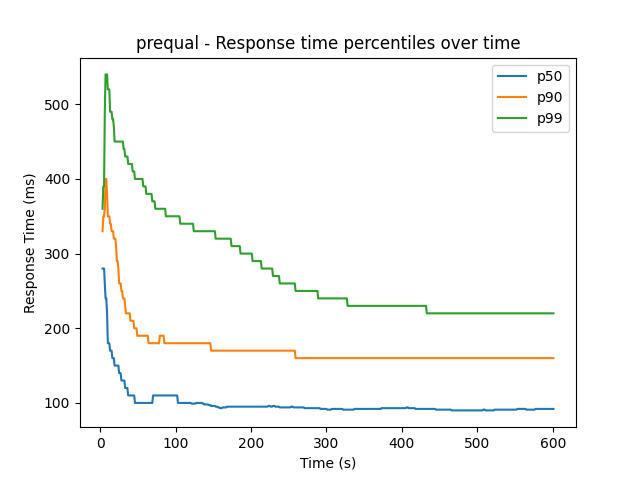 prequal - Response time percentiles over time
p50
p90
p99
Response Time (ms)
500
400
300
200
100
0 100 200 300 400 500 600
Time (s)